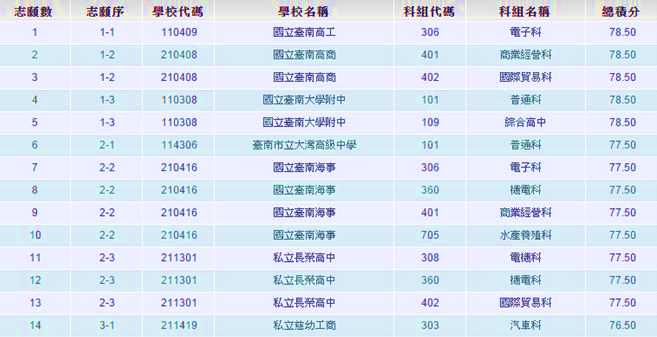 志願數 志願序 學校代碼 學校名稱 科組代碼 科組名稱 總積分
1 1-1 110409 國立臺南高工 306 電子科 78.50
2 1-2 210408 國立臺南高商 401 商業經營科 78.50
3 1-2 210408 國立臺南高商 402 國際貿易科 78.50
4 1-3 110308 國立臺南大學附中 101 普通科 78.50
5 1-3 110308 國立臺南大學附中 109 綜合高中 78.50
6 2-1 114306 臺南市立大灣高級中學 101 普通科 77.50
7 2-2 210416 國立臺南海事 306 電子科 77.50
8 2-2 210416 國立臺南海事 360 機電科 77.50
9 2-2 210416 國立臺南海事 401 商業經營科 77.50
10 2-2 210416 國立臺南海事 705 水產養殖科 77.50
11 2-3 211301 私立長榮高中 308 電機科 77.50
12 2-3 211301 私立長榮高中 360 機電科 77.50
13 2-3 211301 私立長榮高中 402 國際貿易科 77.50
14 3-1 211419 私立慈幼工商 303 汽車科 76.50